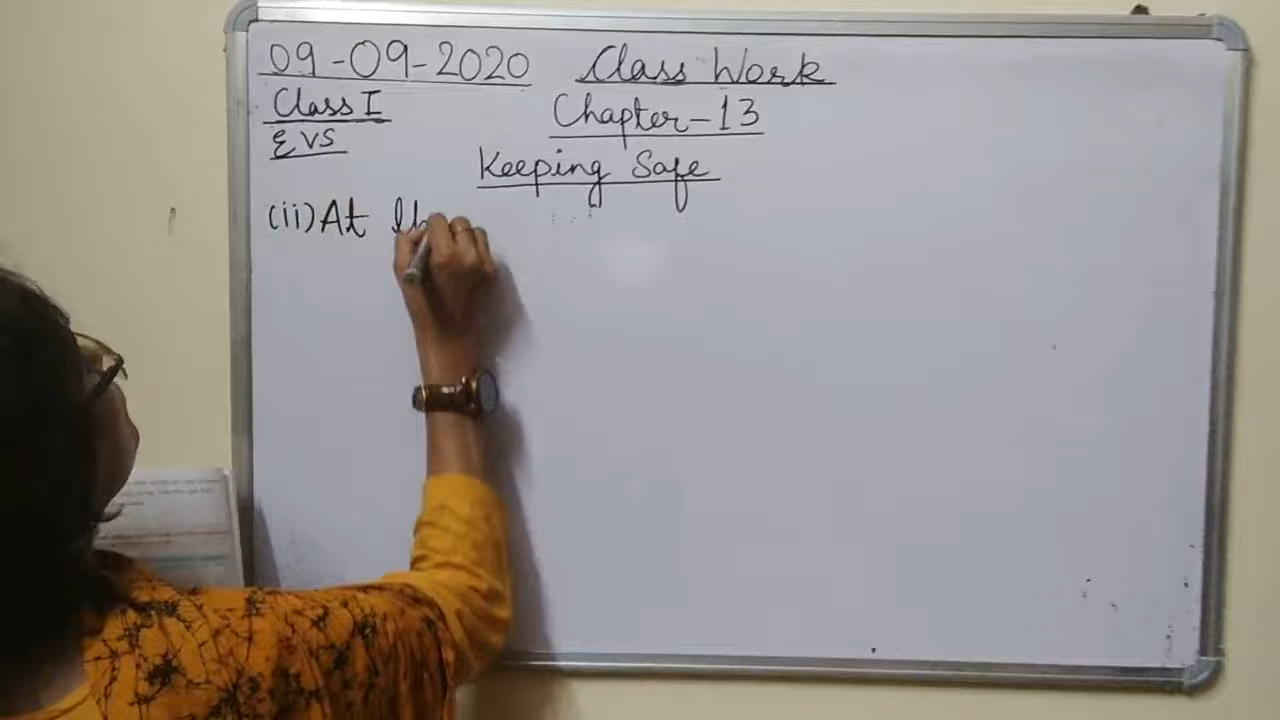 09-09-2020 Class Work
Class I Chapter-13
EVS
Keeping Safe
(ii) At